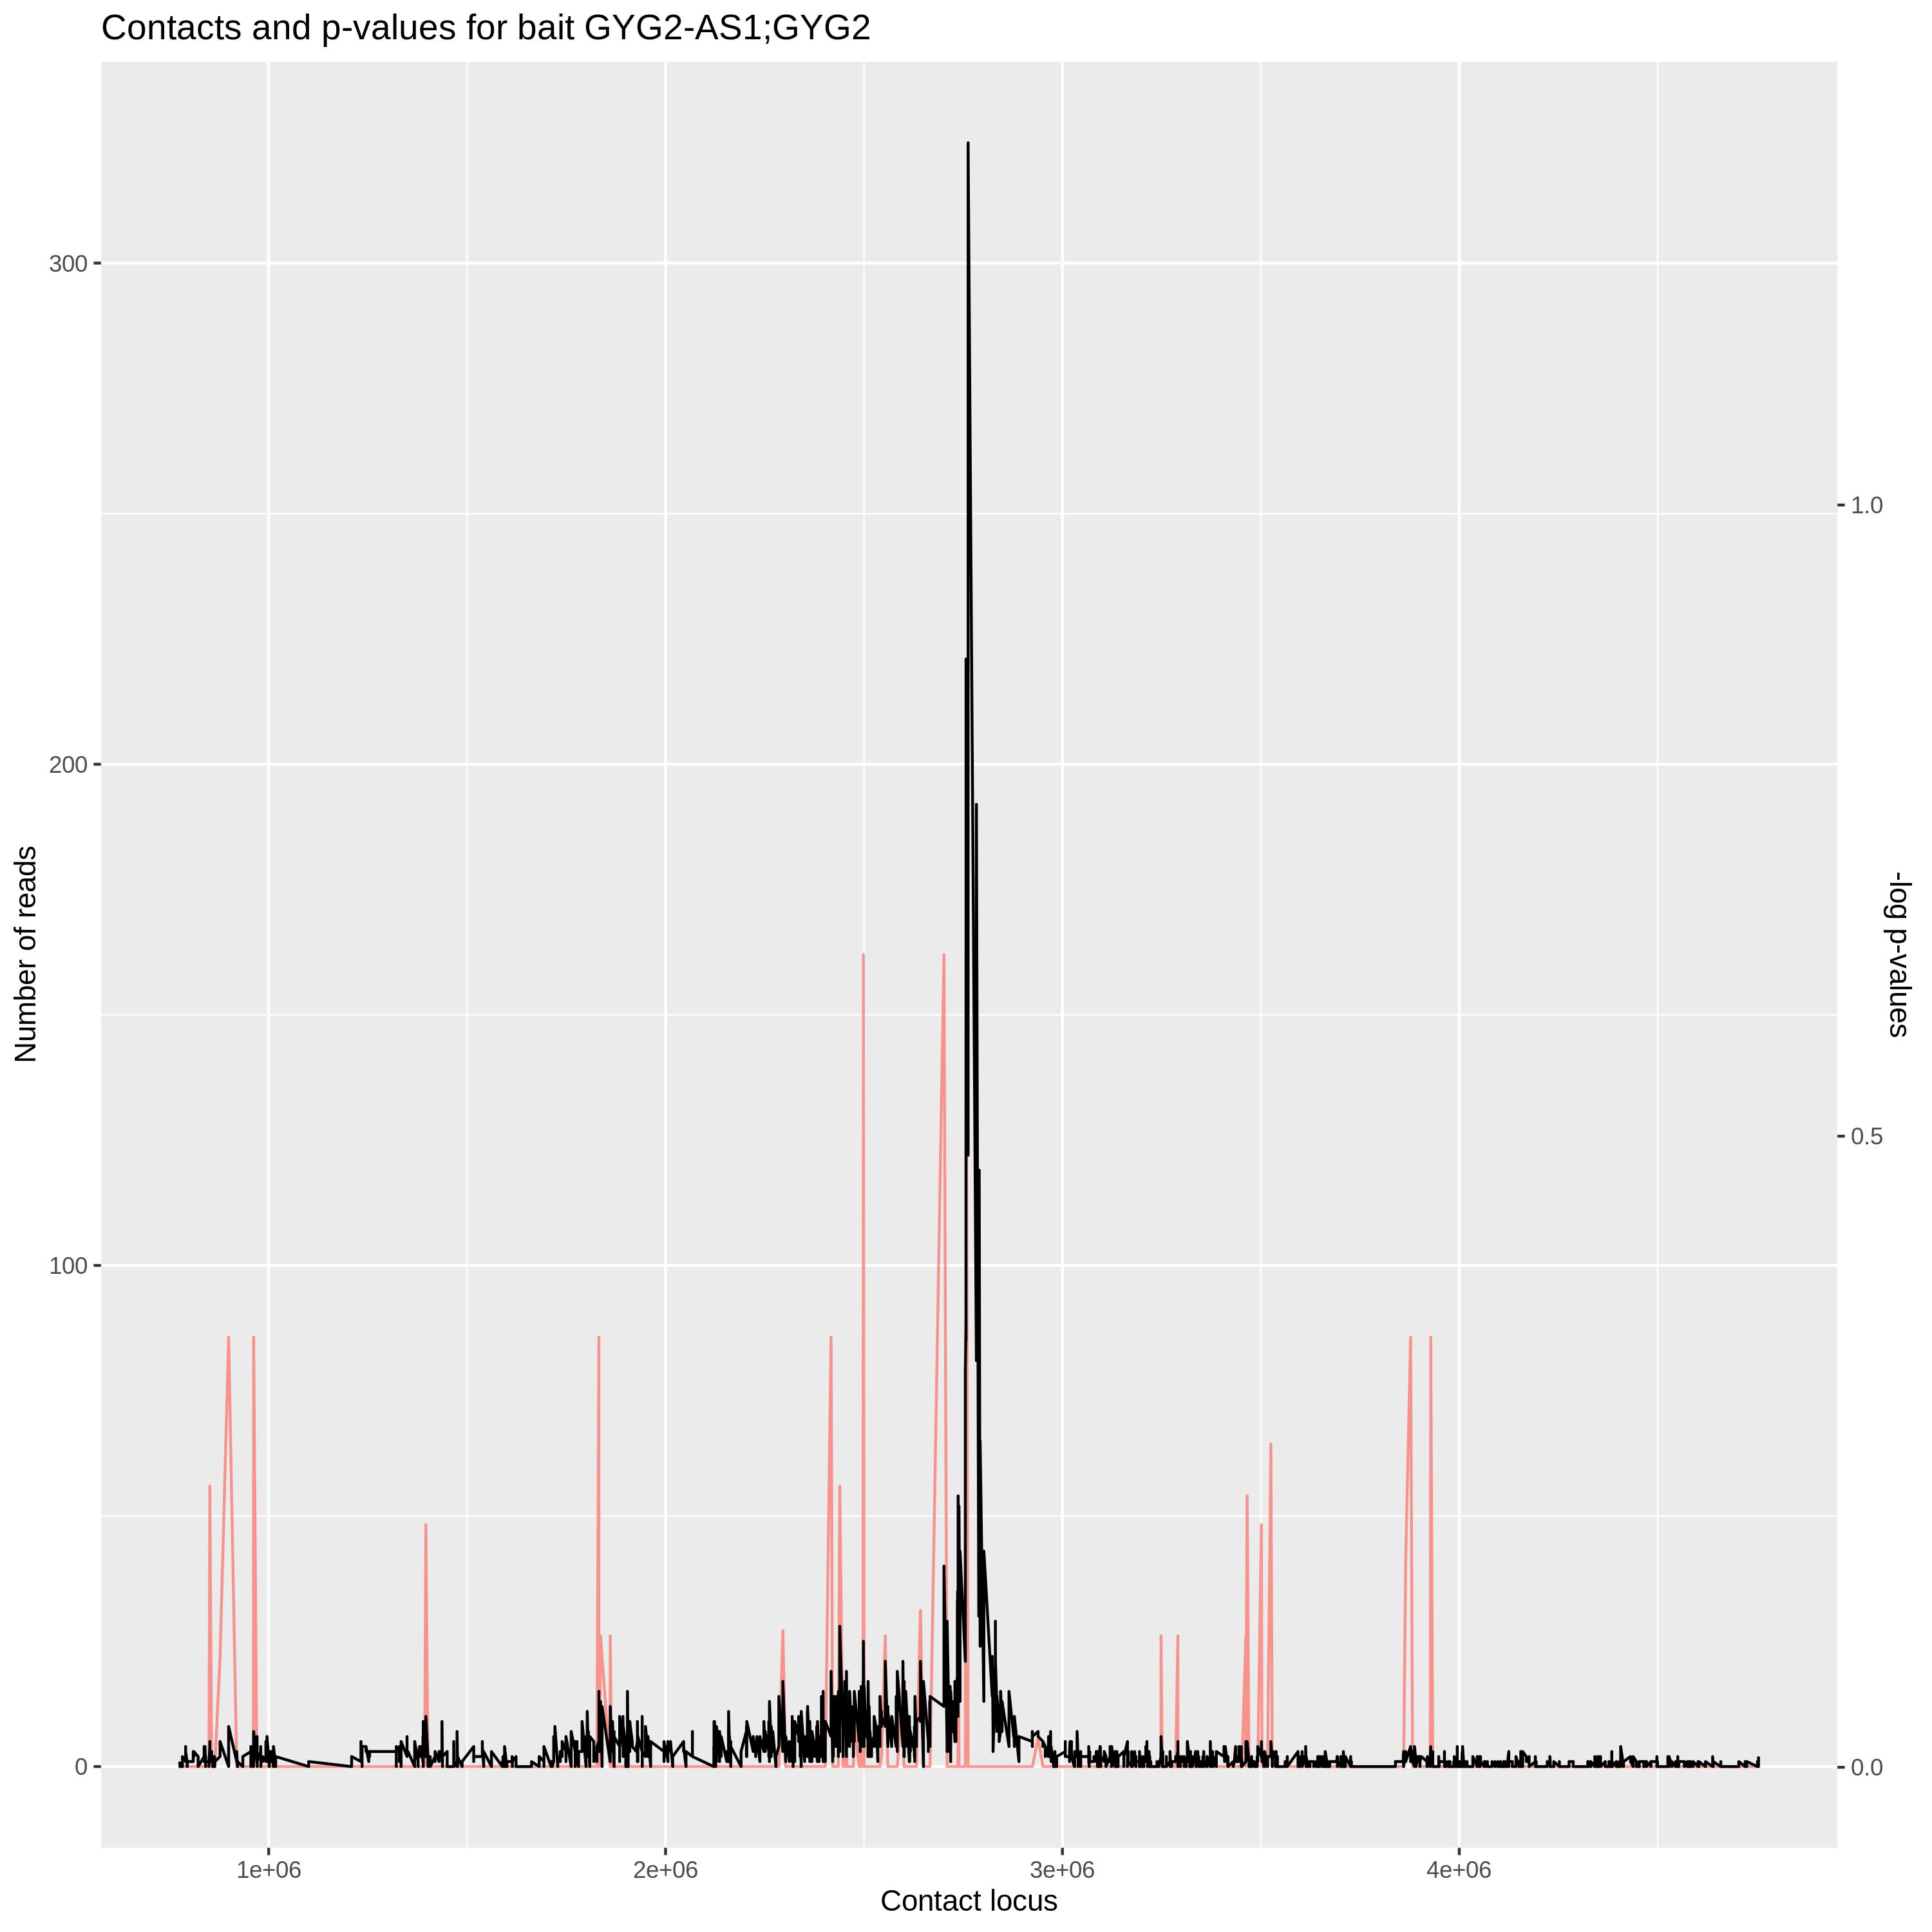 Contacts and p-values for bait GYG2-AS1;GYG2
300
200
100
0
Number of reads
1.0
0.5
0.0
-log p-values
1e+06
2e+06
3e+06
4e+06
Contact locus